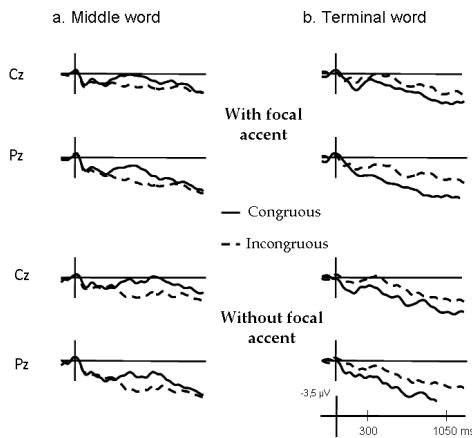 a. Middle word
b. Terminal word
Cz
With focal
accent
Pz
Congruous
Incongruous
Cz
Without focal
accent
Pz
-3,5 µV
300
1050 ms